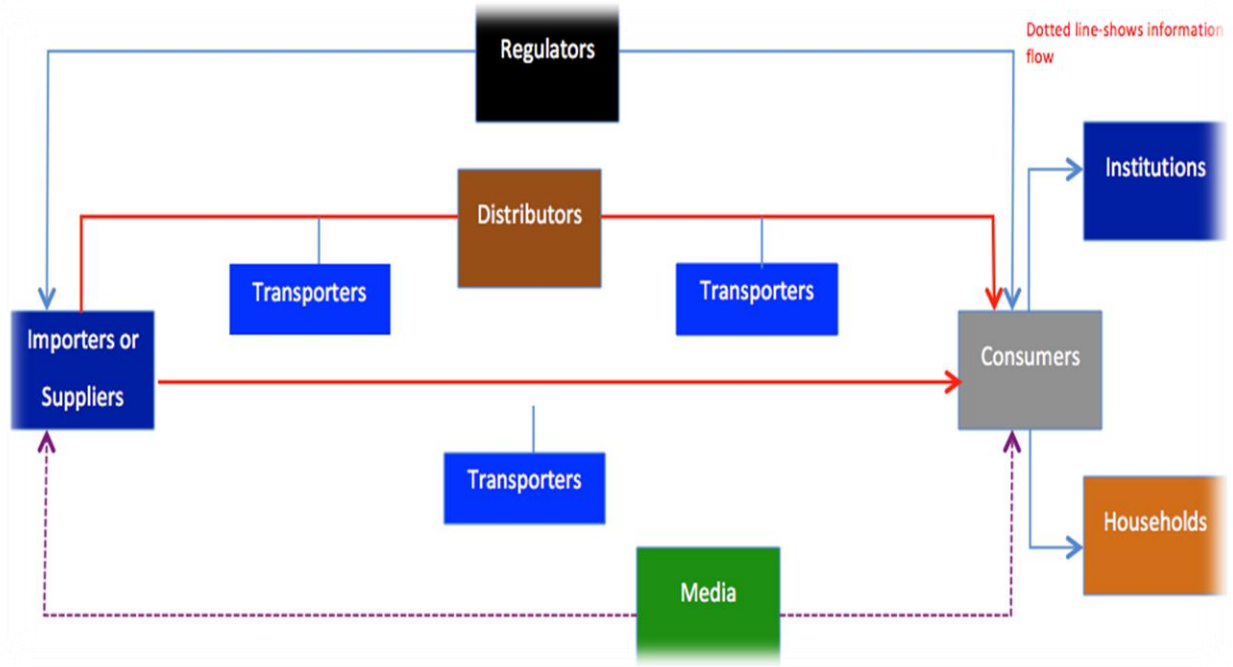 Regulators
Dotted line-shows information
flow
Institutions
Distributors
Transporters
Transporters
Importers or
Suppliers
Consumers
Transporters
Households
Media